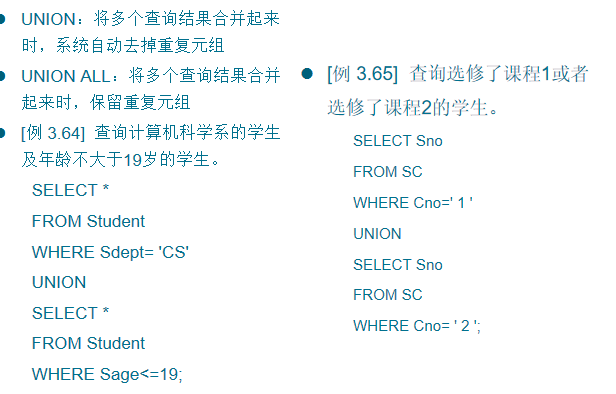 ● UNION：将多个查询结果合并起来
时，系统自动去掉重复元组
● UNION ALL：将多个查询结果合并
起来时，保留重复元组
● [例 3.64] 查询计算机科学系的学生
及年龄不大于19岁的学生。
SELECT *
FROM Student
WHERE Sdept= 'CS'
UNION
SELECT *
FROM Student
WHERE Sage<=19;
● [例 3.65] 查询选修了课程1或者
选修了课程2的学生。
SELECT Sno
FROM SC
WHERE Cno=' 1 '
UNION
SELECT Sno
FROM SC
WHERE Cno= ' 2 ';